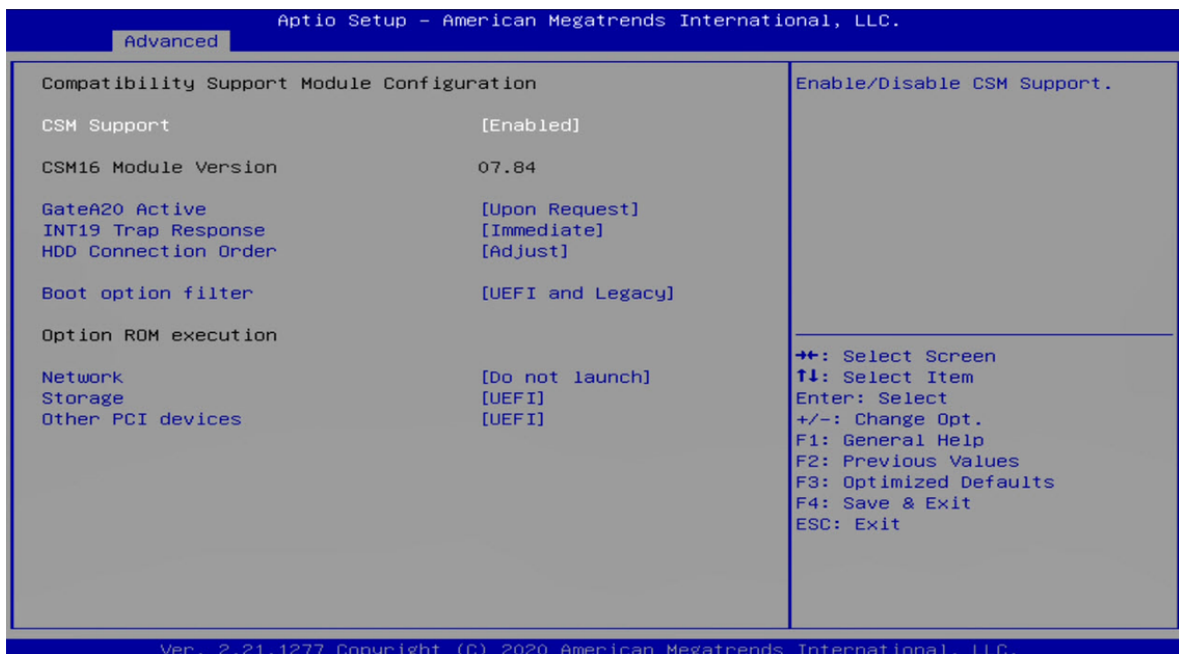 Aptio Setup – American Megatrends International, LLC.
Advanced
Compatibility Support Module Configuration
CSM Support [Enabled]
CSM16 Module Version 07.84
GateA20 Active [Upon Request]
INT19 Trap Response [Immediate]
HDD Connection Order [Adjust]
Boot option filter [UEFI and Legacy]
Option ROM execution
Network [Do not launch]
Storage [UEFI]
Other PCI devices [UEFI]
Enable/Disable CSM Support.
→←: Select Screen
↑↓: Select Item
Enter: Select
+/-: Change Opt.
F1: General Help
F2: Previous Values
F3: Optimized Defaults
F4: Save & Exit
ESC: Exit
Ver. 2.21.1277 Copyright (C) 2020 American Megatrends International, LLC.